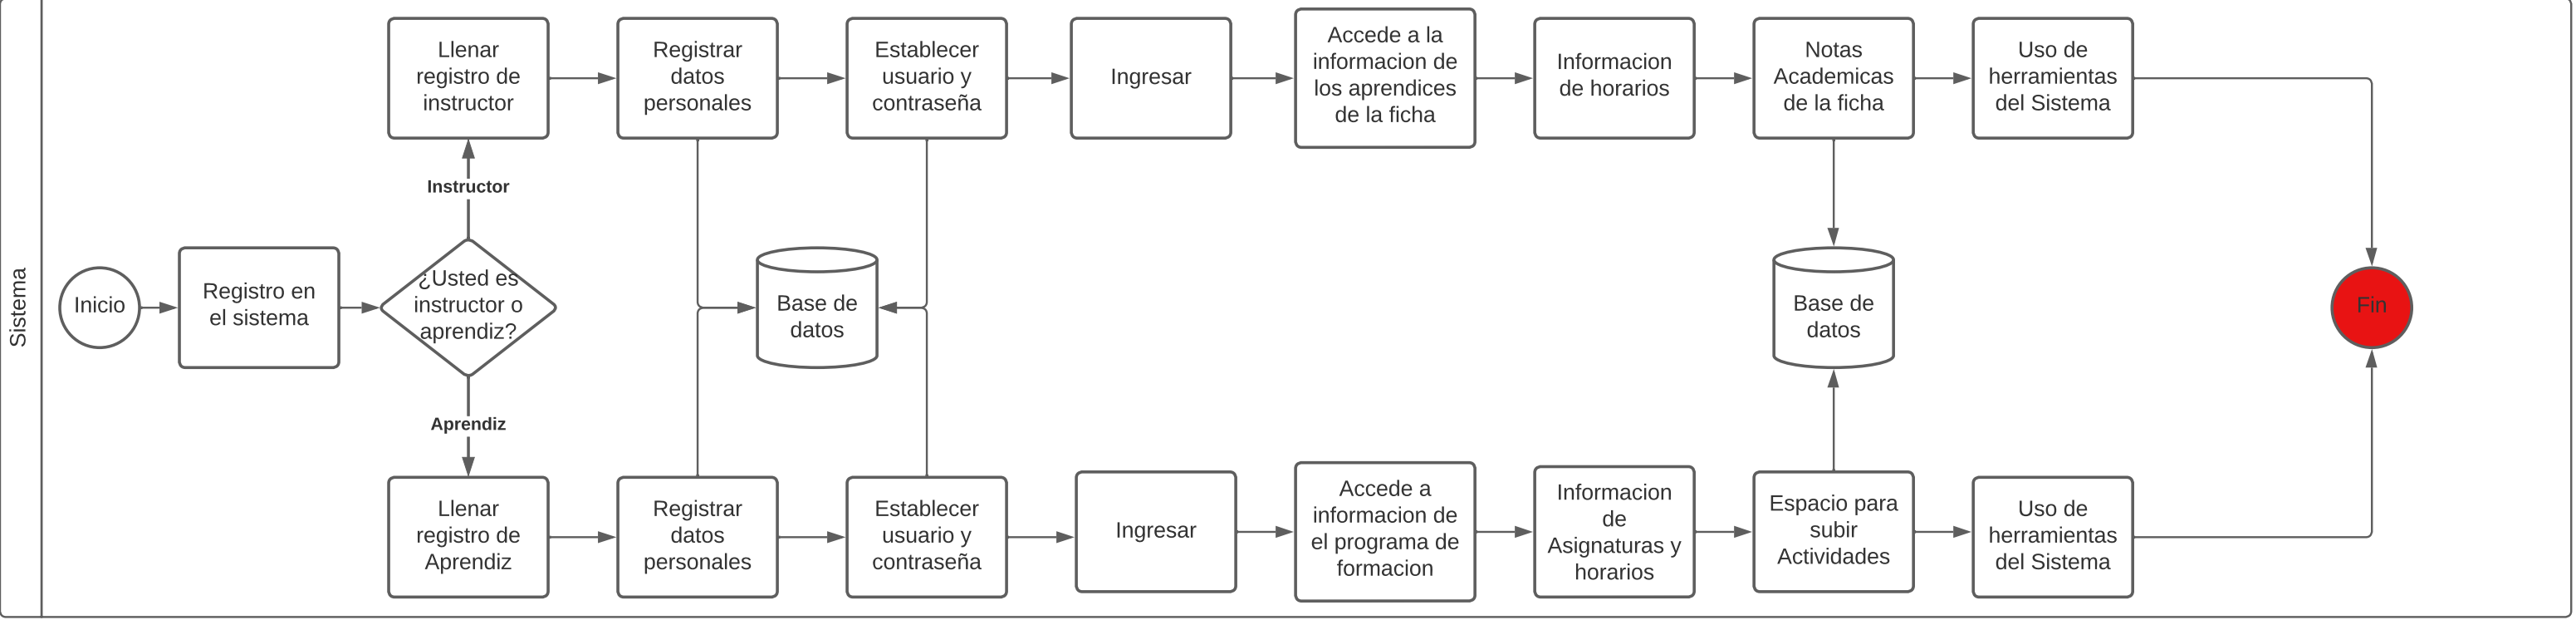 Sistema
Inicio
Registro en
el sistema
¿Usted es
instructor o
aprendiz?
Instructor
Llenar
registro de
instructor
Registrar
datos
personales
Establecer
usuario y
contraseña
Ingresar
Accede a la
informacion de
los aprendices
de la ficha
Informacion
de horarios
Notas
Academicas
de la ficha
Uso de
herramientas
del Sistema
Base de
datos
Base de
datos
Fin
Aprendiz
Llenar
registro de
Aprendiz
Registrar
datos
personales
Establecer
usuario y
contraseña
Ingresar
Accede a
informacion de
el programa de
formacion
Informacion
de
Asignaturas y
horarios
Espacio para
subir
Actividades
Uso de
herramientas
del Sistema